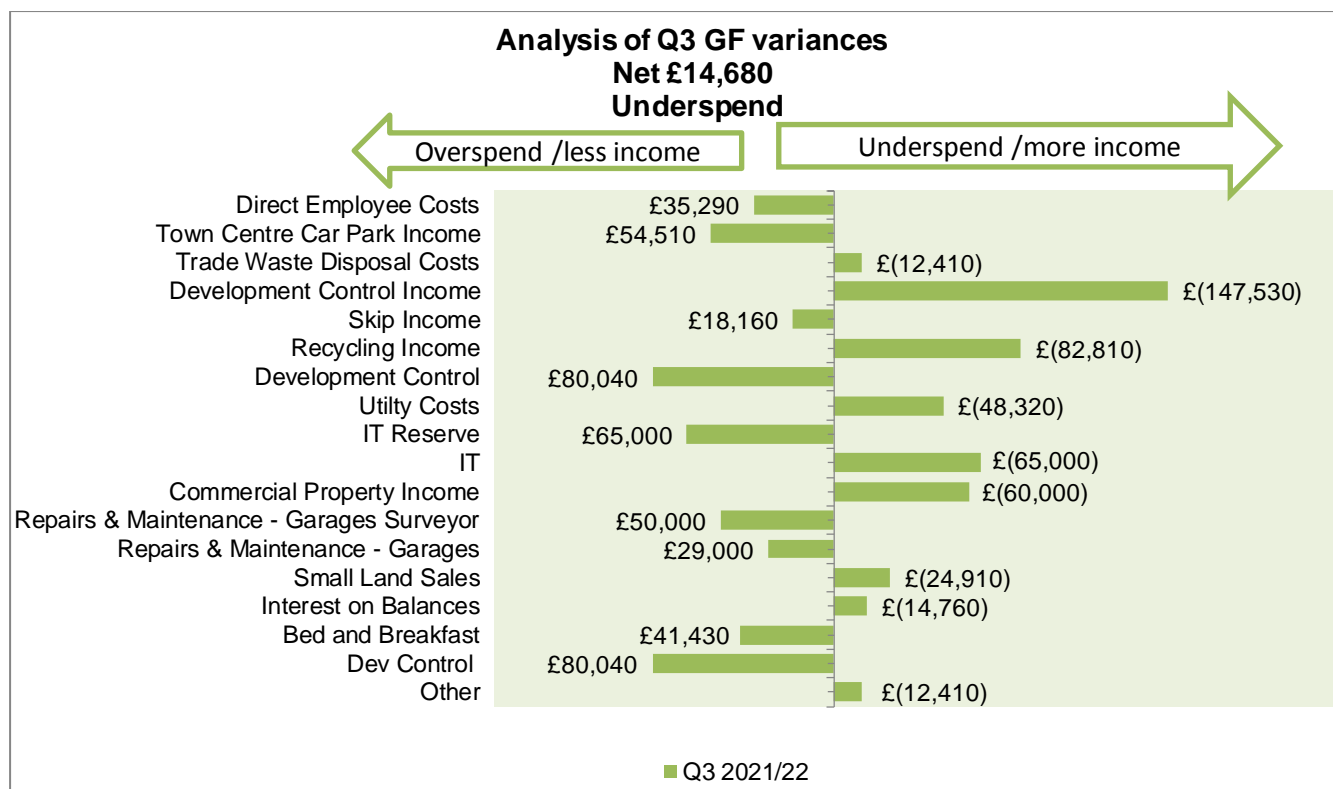 Analysis of Q3 GF variances
Net £14,680
Underspend
Overspend /less income
Underspend /more income
Direct Employee Costs £35,290
Town Centre Car Park Income £54,510
Trade Waste Disposal Costs £(12,410)
Development Control Income £(147,530)
Skip Income £18,160
Recycling Income £(82,810)
Development Control £80,040
Utilty Costs £(48,320)
IT Reserve £65,000
IT £(65,000)
Commercial Property Income £(60,000)
Repairs & Maintenance - Garages Surveyor £50,000
Repairs & Maintenance - Garages £29,000
Small Land Sales £(24,910)
Interest on Balances £(14,760)
Bed and Breakfast £41,430
Dev Control £80,040
Other £(12,410)
Q3 2021/22